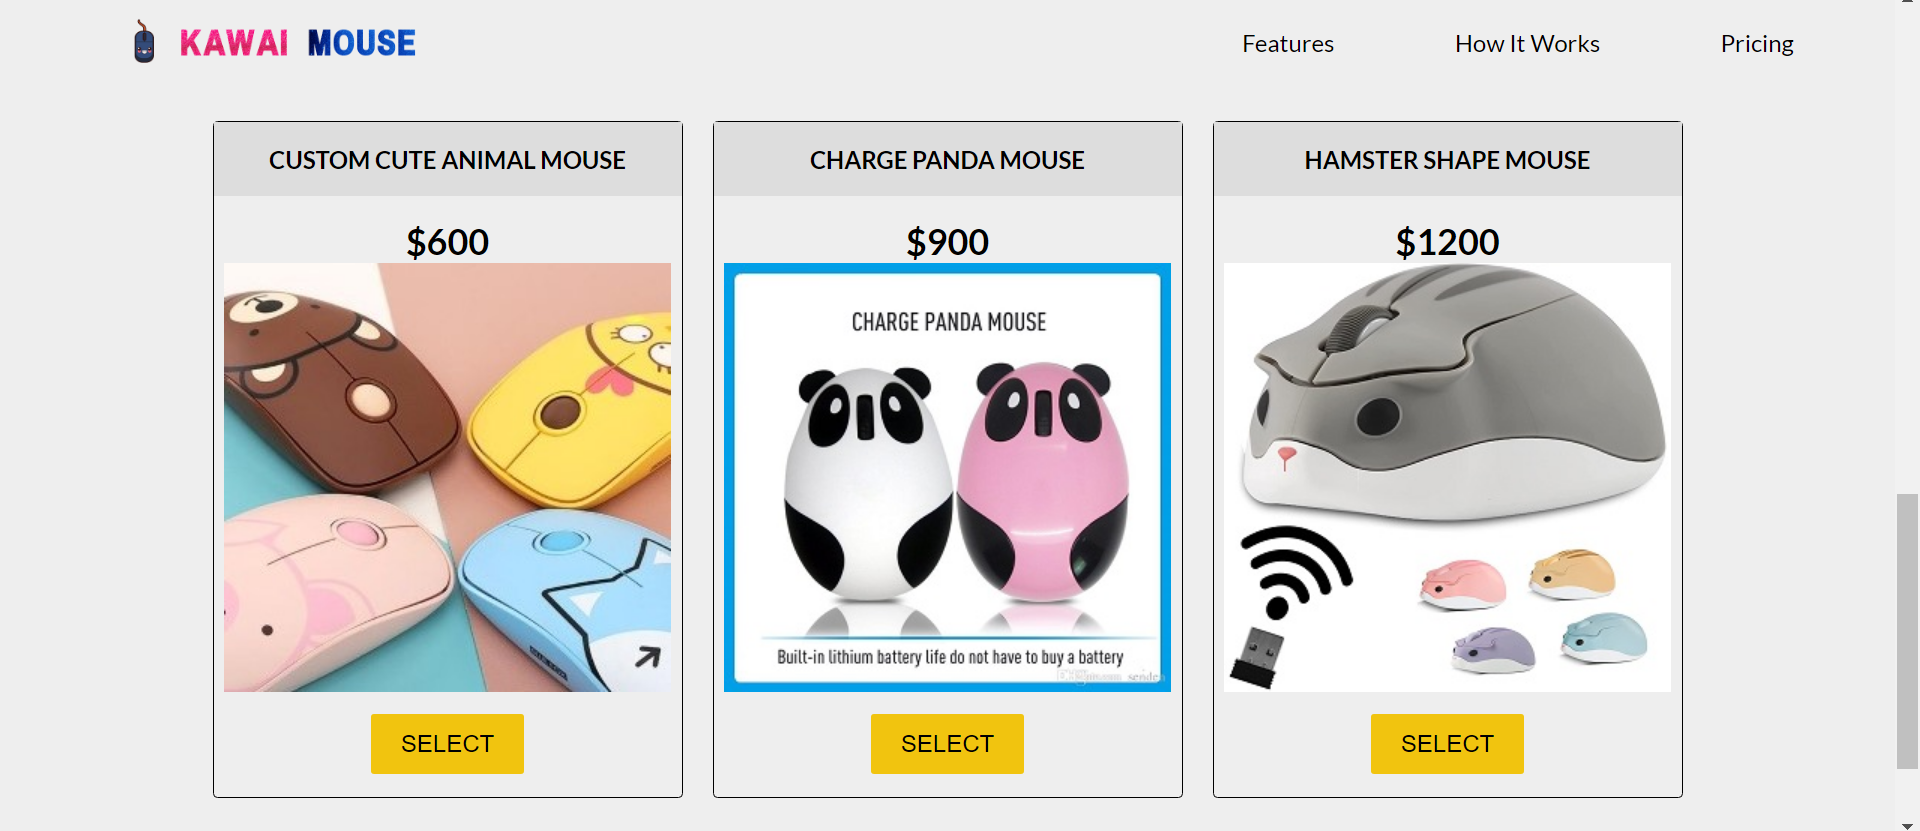 KAWAI MOUSE
Features
How It Works
Pricing
CUSTOM CUTE ANIMAL MOUSE
$600
SELECT
CHARGE PANDA MOUSE
$900
CHARGE PANDA MOUSE
Built-in lithium battery life do not have to buy a battery
SELECT
HAMSTER SHAPE MOUSE
$1200
SELECT